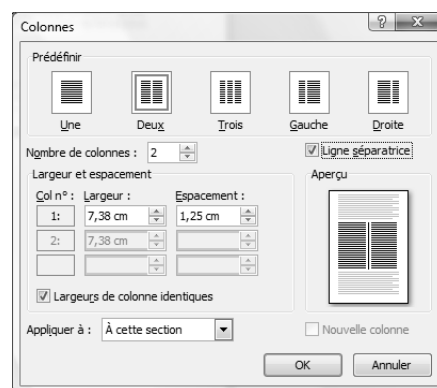 Colonnes
Prédéfinir
Une Deux Trois Gauche Droite
Nombre de colonnes : 2 Ligne séparatrice
Largeur et espacement Aperçu
Col n° : Largeur : Espacement :
1: 7,38 cm 1,25 cm
2: 7,38 cm
Largeurs de colonne identiques
Appliquer à : À cette section Nouvelle colonne
OK Annuler